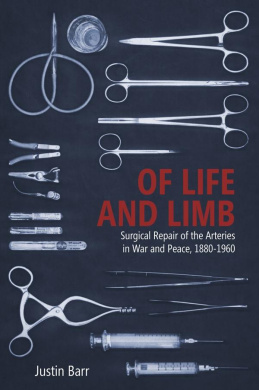 OF LIFE
AND LIMB
Surgical Repair of the Arteries
in War and Peace, 1880-1960
Justin Barr